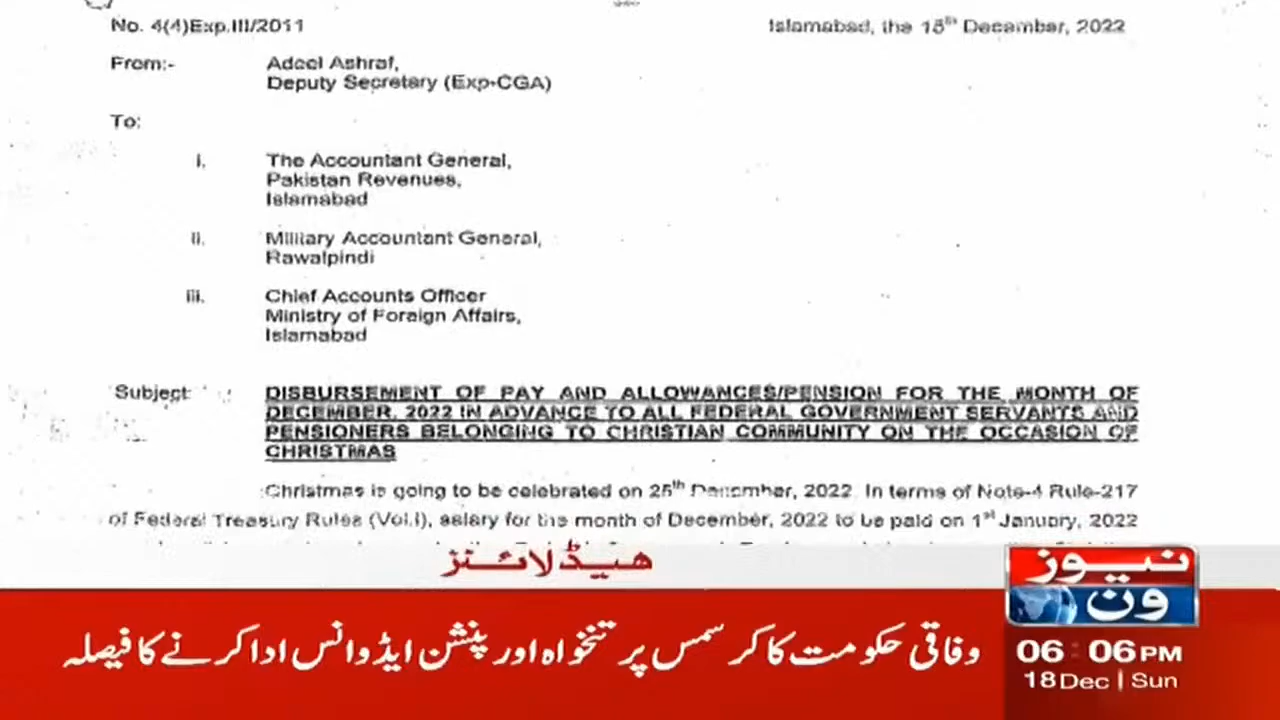 No. 4(4)Exp.III/2011
Islamabad, the 15th December, 2022
From:-
Adeel Ashraf,
Deputy Secretary (Exp-CGA)
To:
i. The Accountant General,
Pakistan Revenues,
Islamabad
ii. Military Accountant General,
Rawalpindi
iii. Chief Accounts Officer
Ministry of Foreign Affairs,
Islamabad
Subject: DISBURSEMENT OF PAY AND ALLOWANCES/PENSION FOR THE MONTH OF
DECEMBER, 2022 IN ADVANCE TO ALL FEDERAL GOVERNMENT SERVANTS AND
PENSIONERS BELONGING TO CHRISTIAN COMMUNITY ON THE OCCASION OF
CHRISTMAS
Christmas is going to be celebrated on 25th December, 2022. In terms of Note-4 Rule-217
of Federal Treasury Rules (Vol.I), salary for the month of December, 2022 to be paid on 1st January, 2022
ھیڈلائنز
نیوز
ون
وفاقی حکومت کا کرسمس پر تنخواہ اور پنشن ایڈوانس ادا کرنے کا فیصلہ
06:06PM
18Dec | Sun